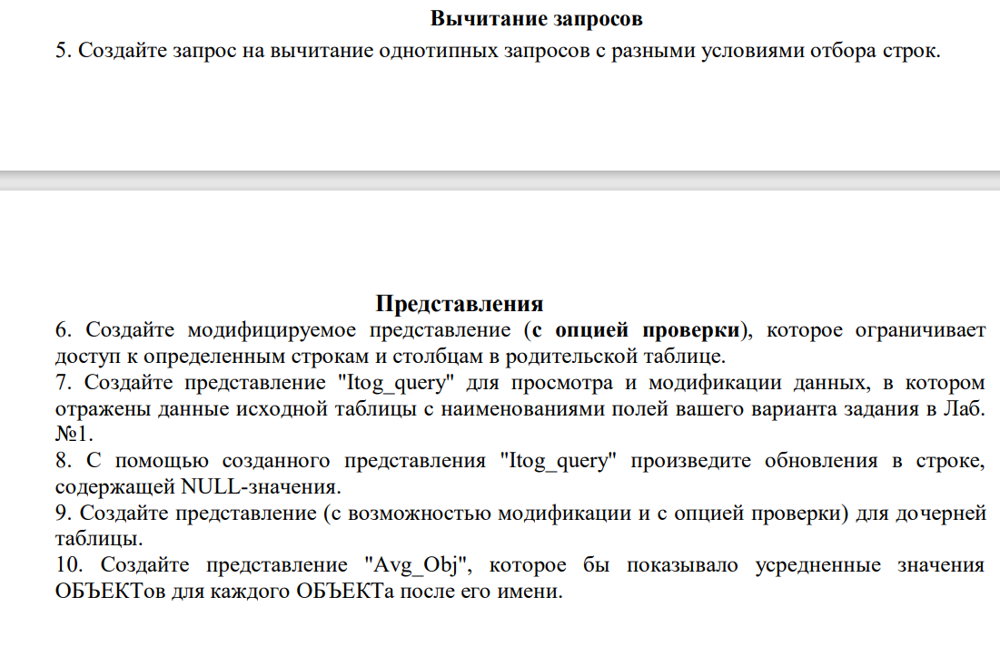 Вычитание запросов
5. Создайте запрос на вычитание однотипных запросов с разными условиями отбора строк.
Представления
6. Создайте модифицируемое представление (с опцией проверки), которое ограничивает
доступ к определенным строкам и столбцам в родительской таблице.
7. Создайте представление "Itog_query" для просмотра и модификации данных, в котором
отражены данные исходной таблицы с наименованиями полей вашего варианта задания в Лаб.
№1.
8. С помощью созданного представления "Itog_query" произведите обновления в строке,
содержащей NULL-значения.
9. Создайте представление (с возможностью модификации и с опцией проверки) для дочерней
таблицы.
10. Создайте представление "Avg_Obj", которое бы показывало усредненные значения
ОБЪЕКТов для каждого ОБЪЕКТа после его имени.